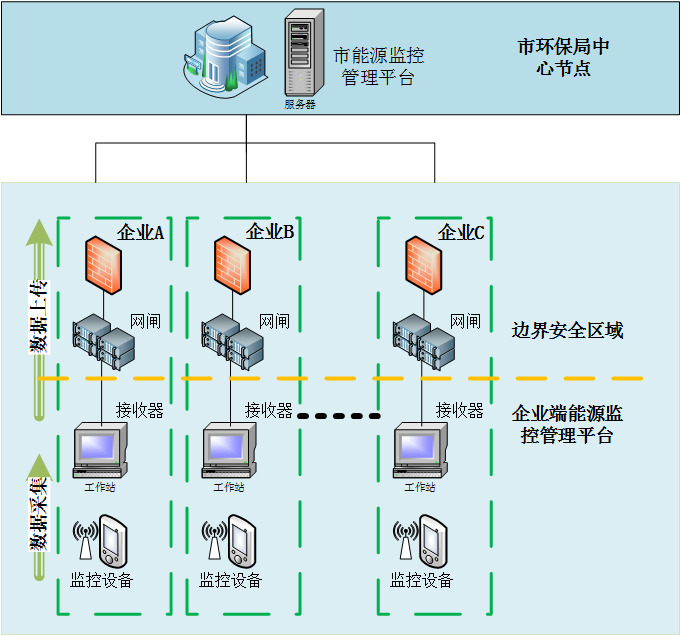 市能源监控
管理平台
服务器
市环保局中
心节点
企业A
企业B
企业C
数据上传
网闸
网闸
网闸
边界安全区域
接收器
接收器
接收器
企业端能源监
控管理平台
工作站
工作站
工作站
数据采集
监控设备
监控设备
监控设备